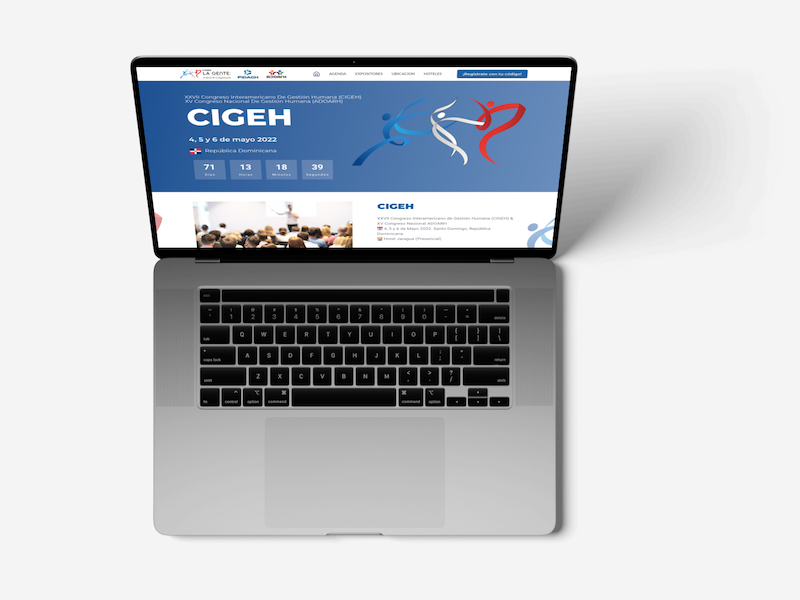 LA GENTE
FIDAGH
ADOARH
AGENDA
EXPOSITORES
UBICACION
HOTELES
¡Regístrate con tu código!
XXVII Congreso Interamericano De Gestión Humana (CIGEH)
XV Congreso Nacional De Gestión Humana (ADOARH)
CIGEH
4, 5 y 6 de mayo 2022
República Dominicana
71 13 18 39
Días Horas Minutos Segundos
CIGEH
XXVII Congreso Interamericano de Gestión Humana (CIGEH) &
XV Congreso Nacional ADOARH
4, 5 y 6 de Mayo 2022. Santo Domingo, República
Dominicana
Hotel Jaragua (Presencial)
esc
~ ! @ # $ % ^ & * ( ) _ +
` 1 2 3 4 5 6 7 8 9 0 - = delete
tab Q W E R T Y U I O P { [ } ] | \
caps lock A S D F G H J K L : ; " ' return
shift Z X C V B N M < , > . ? / shift
fn control option command command option